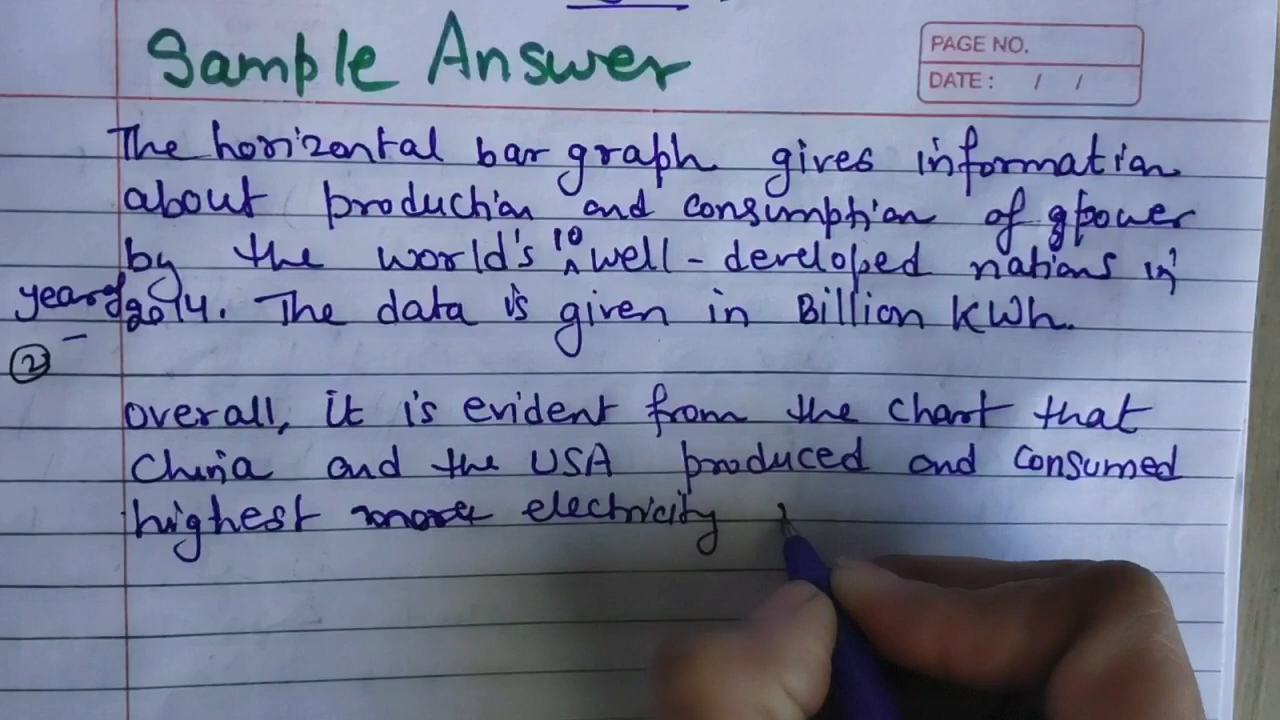 Sample Answer
PAGE NO.
DATE: / /
The horizontal bar graph gives information
about production and consumption of power
by the world's 10 well-developed nations in
year of 2014. The data is given in Billion KWh.
②
overall, it is evident from the chart that
China and the USA produced and consumed
highest electricity